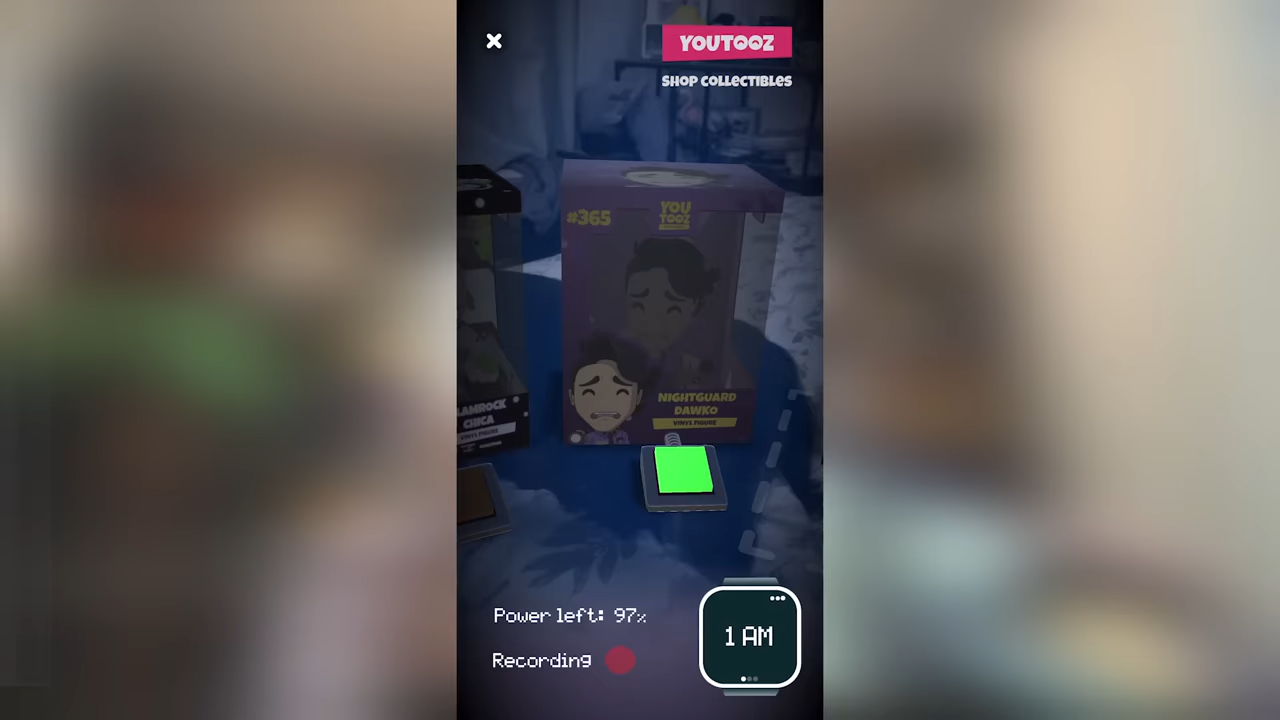 YOUTOOZ
SHOP COLLECTIBLES
#365
YOU
TOOZ
NIGHTGUARD
DAWKO
VINYL FIGURE
LAMROCK
CHICA
VINYL FIGURE
Power left: 97%
Recording
1 AM